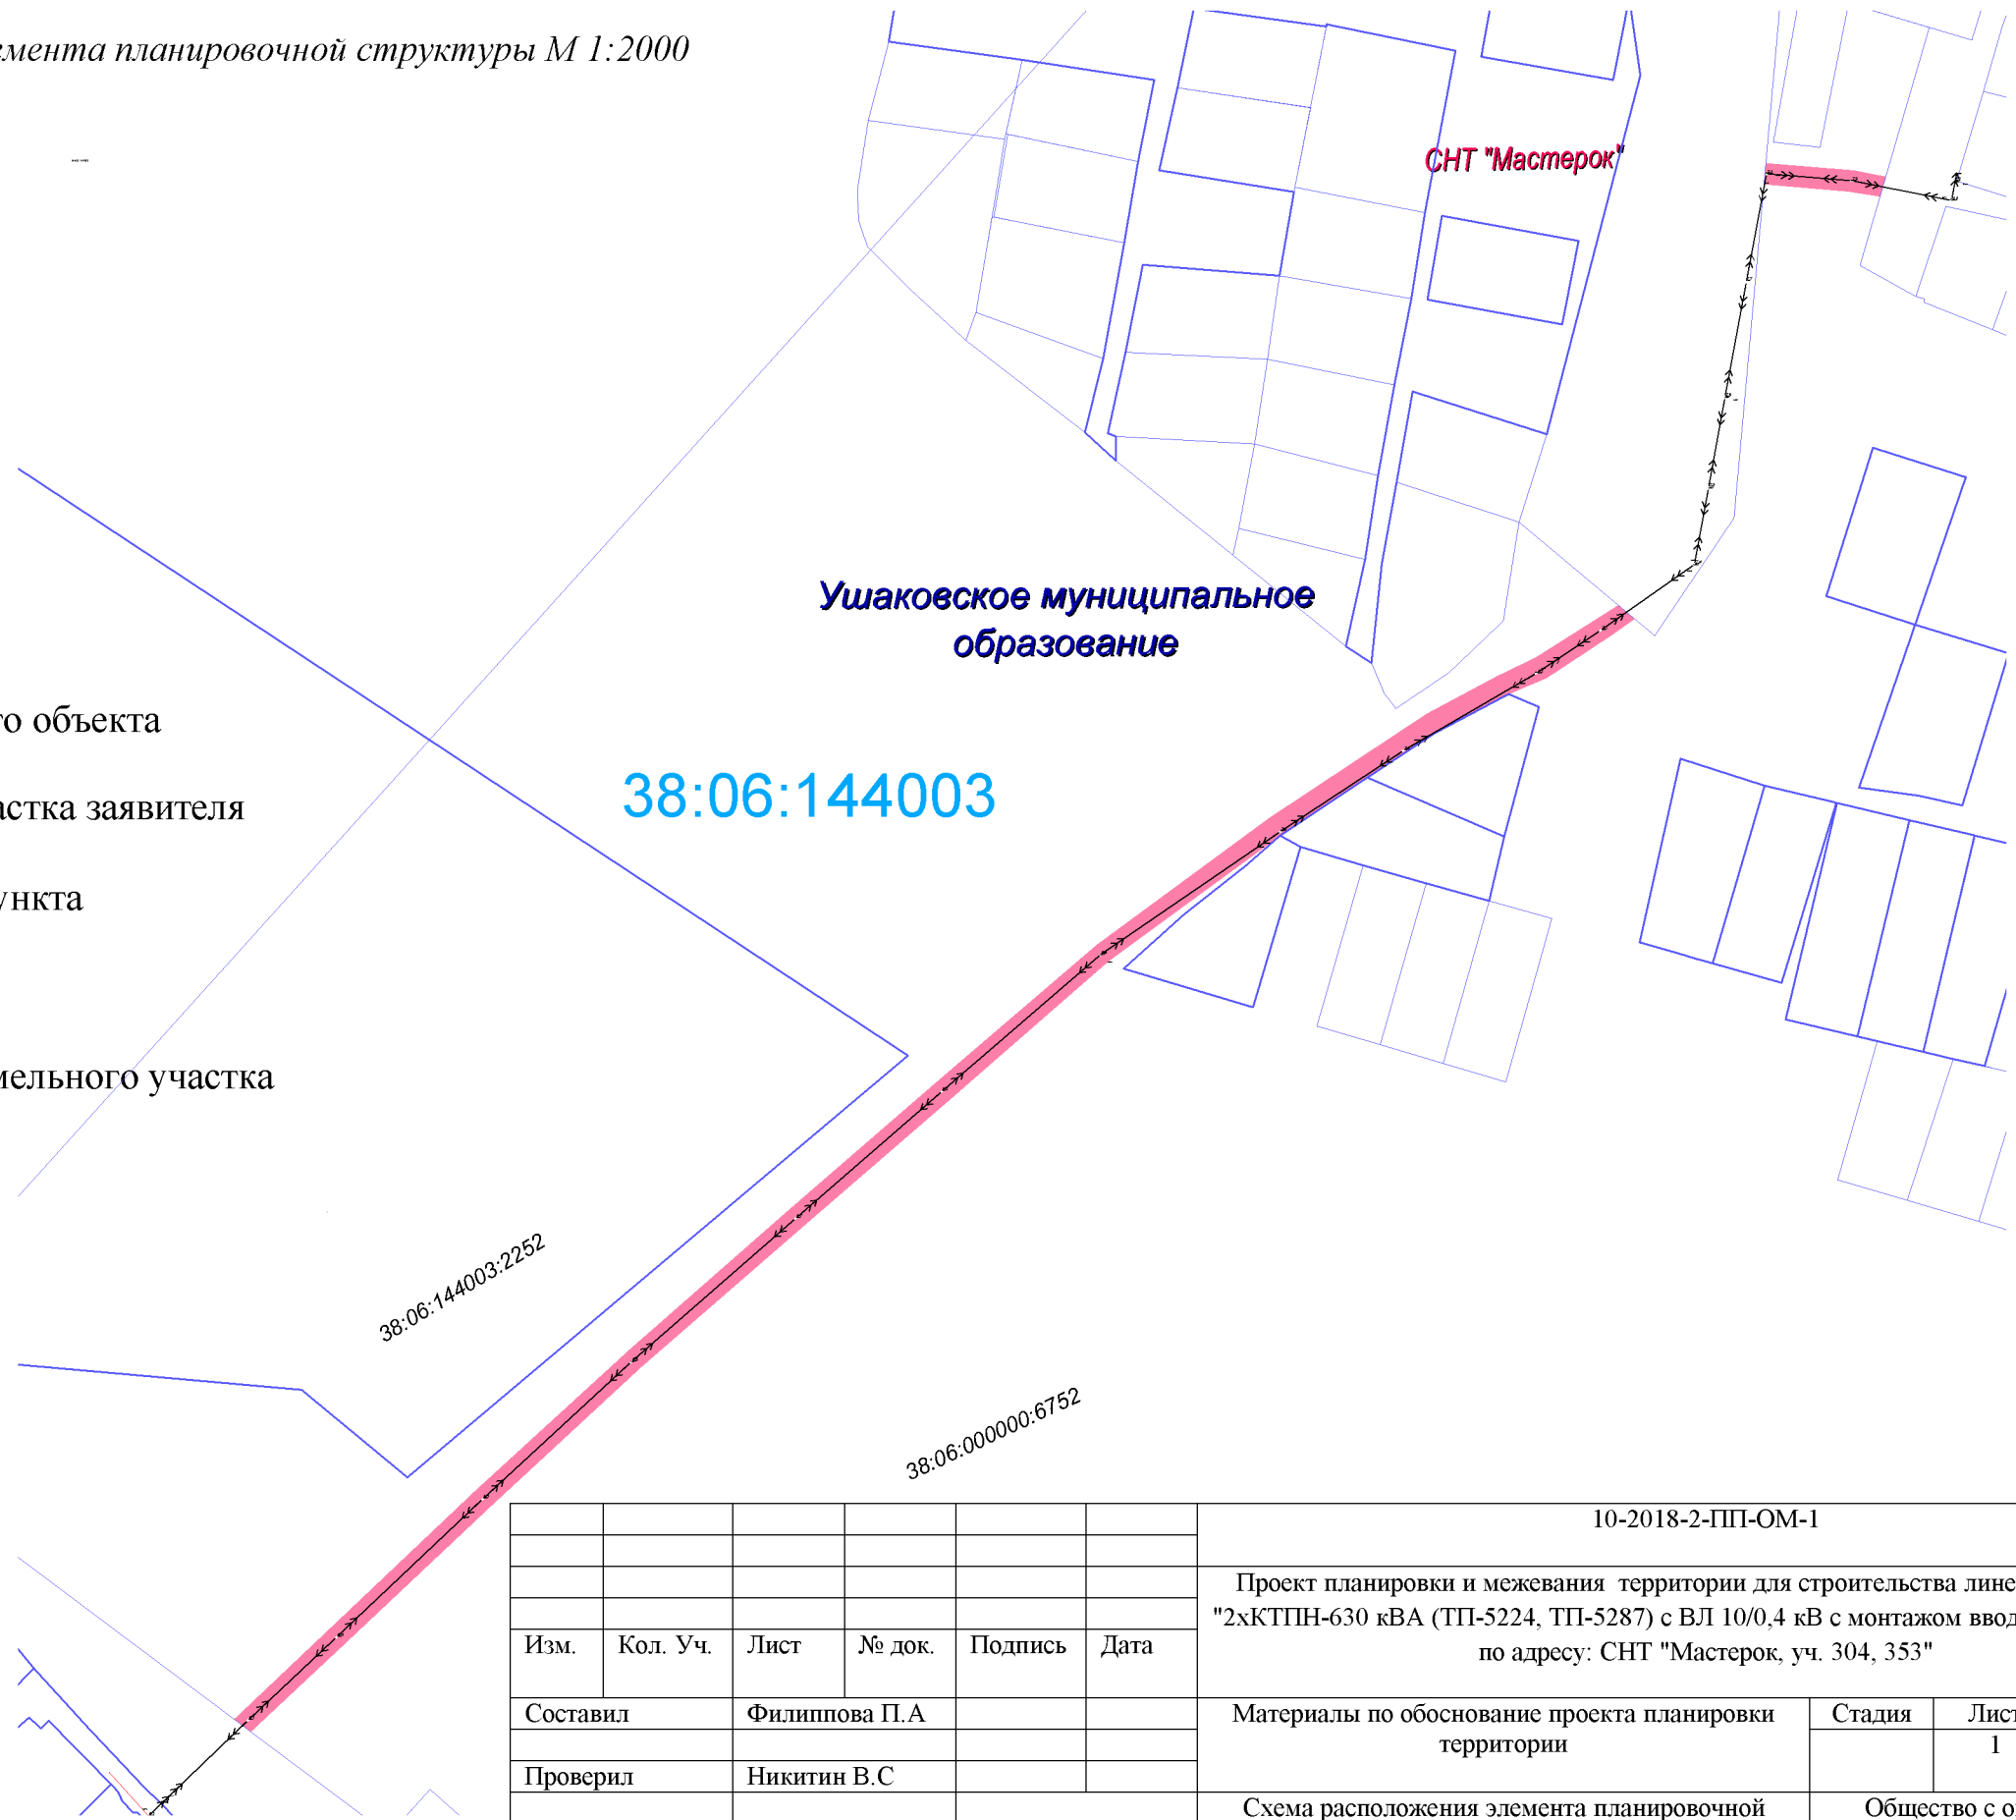 мента планировочной структуры М 1:2000
СНТ "Мастерок"
Ушаковское муниципальное
образование
го объекта
38:06:144003
астка заявителя
ункта
мельного участка
38:06:144003:2252
38:06:000000:6752
10-2018-2-ПП-ОМ-1
Проект планировки и межевания территории для строительства лине
"2хКТПН-630 кВА (ТП-5224, ТП-5287) с ВЛ 10/0,4 кВ с монтажом ввод
по адресу: СНТ "Мастерок, уч. 304, 353"
Изм. Кол. Уч. Лист № док. Подпись Дата
Составил Филиппова П.А
Материалы по обоснование проекта планировки
территории
Стадия Лист
1
Проверил Никитин В.С
Схема расположения элемента планировочной
Общество с о